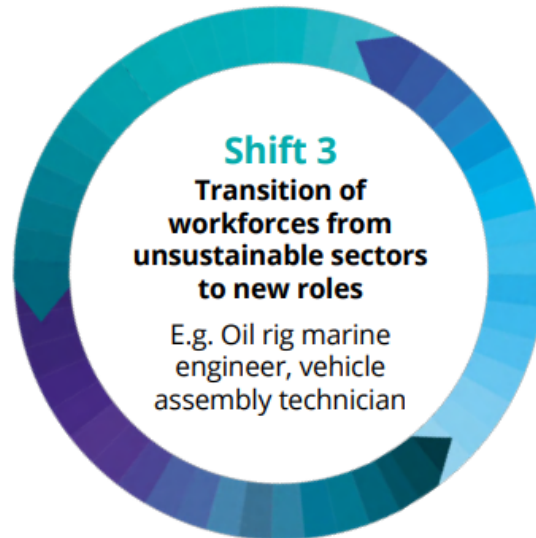 Shift 3
Transition of
workforces from
unsustainable sectors
to new roles
E.g. Oil rig marine
engineer, vehicle
assembly technician